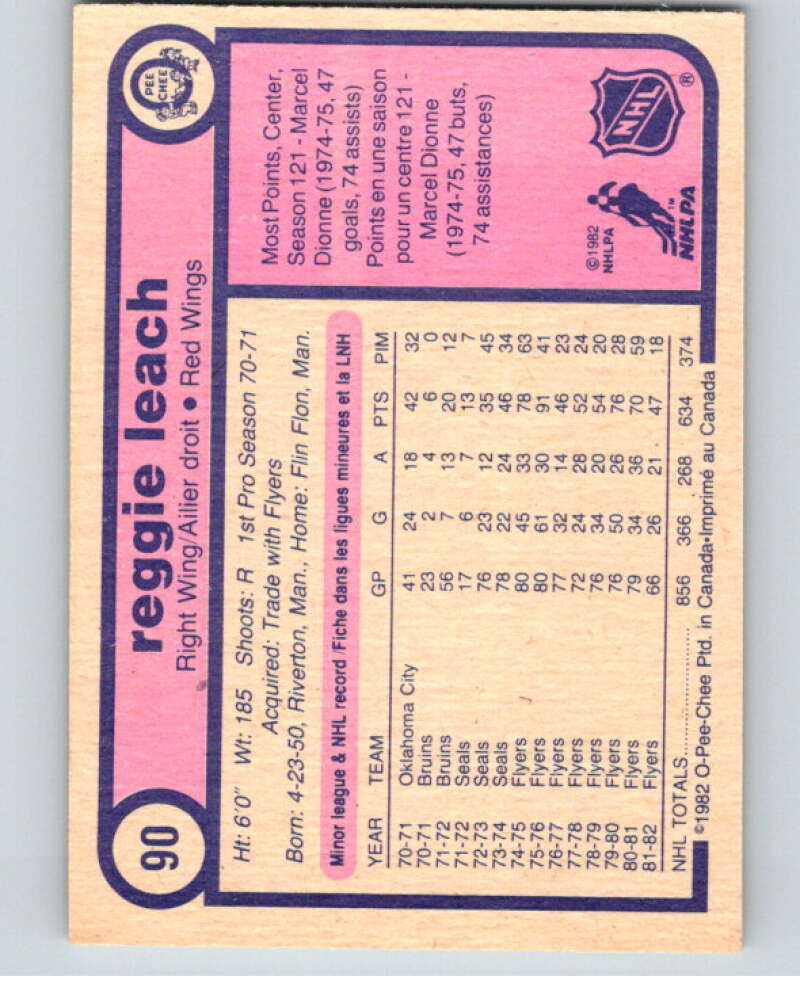 90
reggie leach
Right Wing/Ailier droit • Red Wings
O PEE CHEE
Ht: 6'0" Wt: 185 Shoots: R 1st Pro Season 70-71
Acquired: Trade with Flyers
Born: 4-23-50, Riverton, Man., Home: Flin Flon, Man.
Minor league & NHL record/Fiche dans les ligues mineures et la LNH
YEAR TEAM GP G A PTS PIM
70-71 Oklahoma City 41 24 18 42 32
70-71 Bruins 23 2 4 6 0
71-72 Bruins 56 7 13 20 12
71-72 Seals 17 6 7 13 7
72-73 Seals 76 23 12 35 45
73-74 Seals 78 22 24 46 34
74-75 Flyers 80 45 33 78 63
75-76 Flyers 80 61 30 91 41
76-77 Flyers 77 32 14 46 23
77-78 Flyers 72 24 28 52 24
78-79 Flyers 76 34 20 54 20
79-80 Flyers 76 50 26 76 28
80-81 Flyers 79 34 36 70 59
81-82 Flyers 66 26 21 47 18
NHL TOTALS.................... 856 366 268 634 374
©1982 O-Pee-Chee Ptd. in Canada•Imprimé au Canada
Most Points, Center,
Season 121 - Marcel
Dionne (1974-75, 47
goals, 74 assists)
Points en une saison
pour un centre 121 -
Marcel Dionne
(1974-75, 47 buts,
74 assistances)
©1982
NHLPA
NHL ®
NHLPA ™